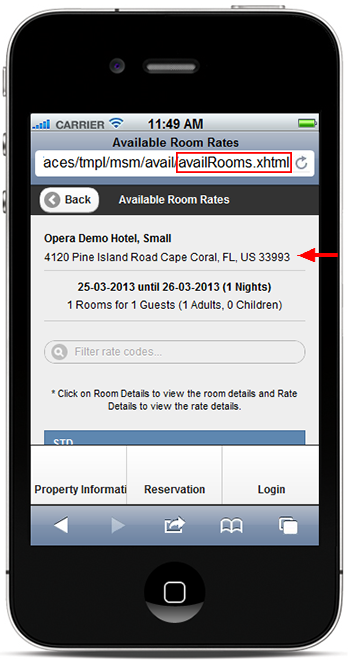 CARRIER 11:49 AM
Available Room Rates
aces/tmpl/msm/avail/availRooms.xhtml
Back Available Room Rates
Opera Demo Hotel, Small
4120 Pine Island Road Cape Coral, FL, US 33993
25-03-2013 until 26-03-2013 (1 Nights)
1 Rooms for 1 Guests (1 Adults, 0 Children)
Filter rate codes...
* Click on Room Details to view the room details and Rate
Details to view the rate details.
STD
Property Informati Reservation Login